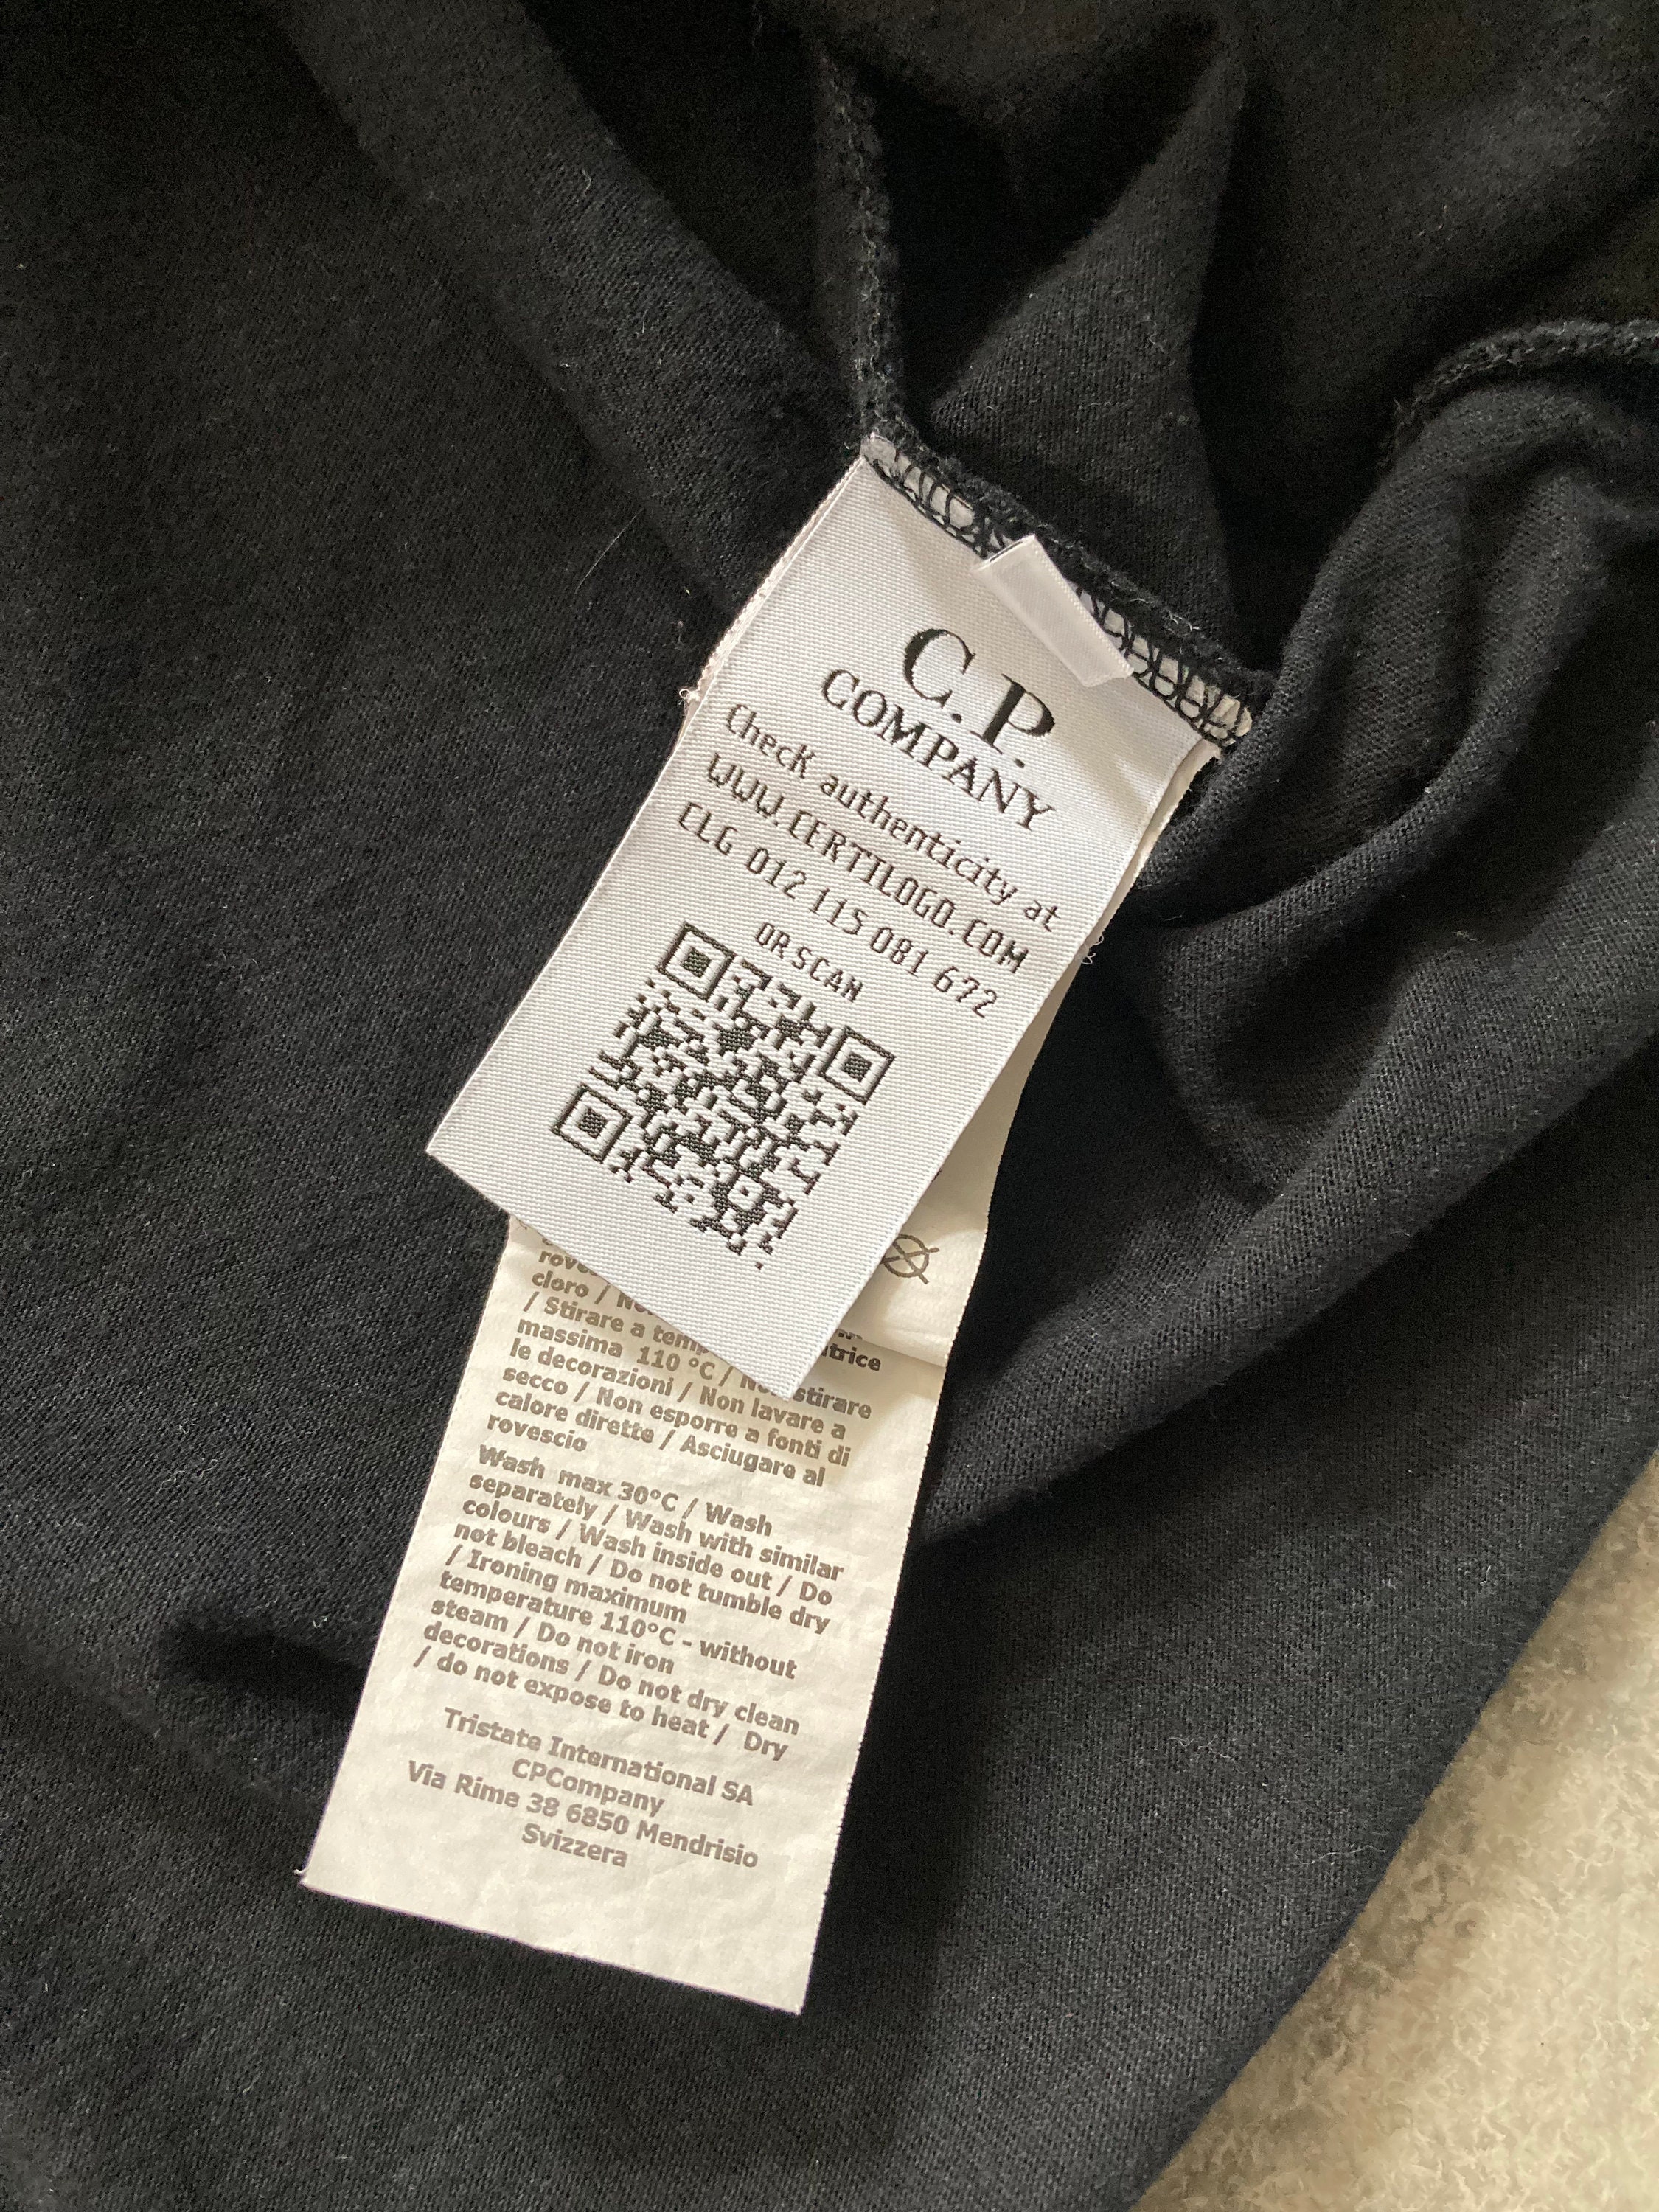 C.P.
COMPANY
Check authenticity at
WWW.CERTILOGO.COM
CLG 012 115 081 672
OR SCAN
cloro /
/ Stirare a
massima 110 °C / stirare
le decorazioni / Non lavare a
secco / Non esporre a fonti di
calore dirette / Asciugare al
rovescio
Wash max 30°C / Wash
separately / Wash with similar
colours / Wash inside out / Do
not bleach / Do not tumble dry
/ Ironing maximum
temperature 110°C - without
steam / Do not iron
decorations / Do not dry clean
/ do not expose to heat / Dry
Tristate International SA
CPCompany
Via Rime 38 6850 Mendrisio
Svizzera